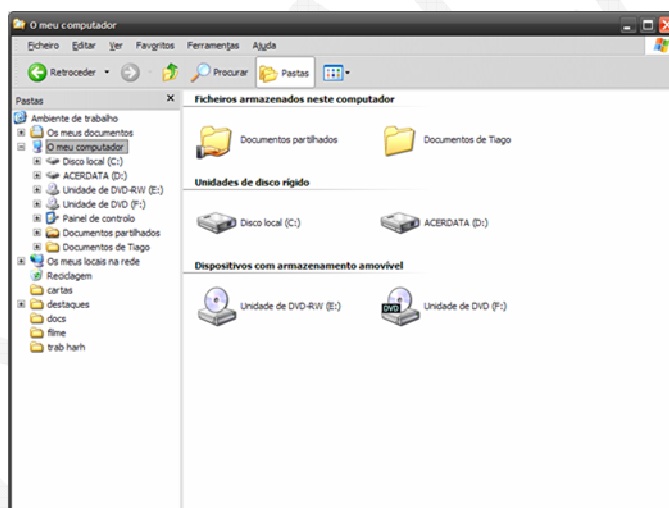 O meu computador
Ficheiro Editar Ver Favoritos Ferramentas Ajuda
Retroceder Procurar Pastas
Pastas x
Ambiente de trabalho
Os meus documentos
O meu computador
Disco local (C:)
ACERDATA (D:)
Unidade de DVD-RW (E:)
Unidade de DVD (F:)
Painel de controlo
Documentos partilhados
Documentos de Tiago
Os meus locais na rede
Reciclagem
cartas
destaques
docs
filme
trab harh
Ficheiros armazenados neste computador
Documentos partilhados Documentos de Tiago
Unidades de disco rígido
Disco local (C:) ACERDATA (D:)
Dispositivos com armazenamento amovível
Unidade de DVD-RW (E:) DVD Unidade de DVD (F:)